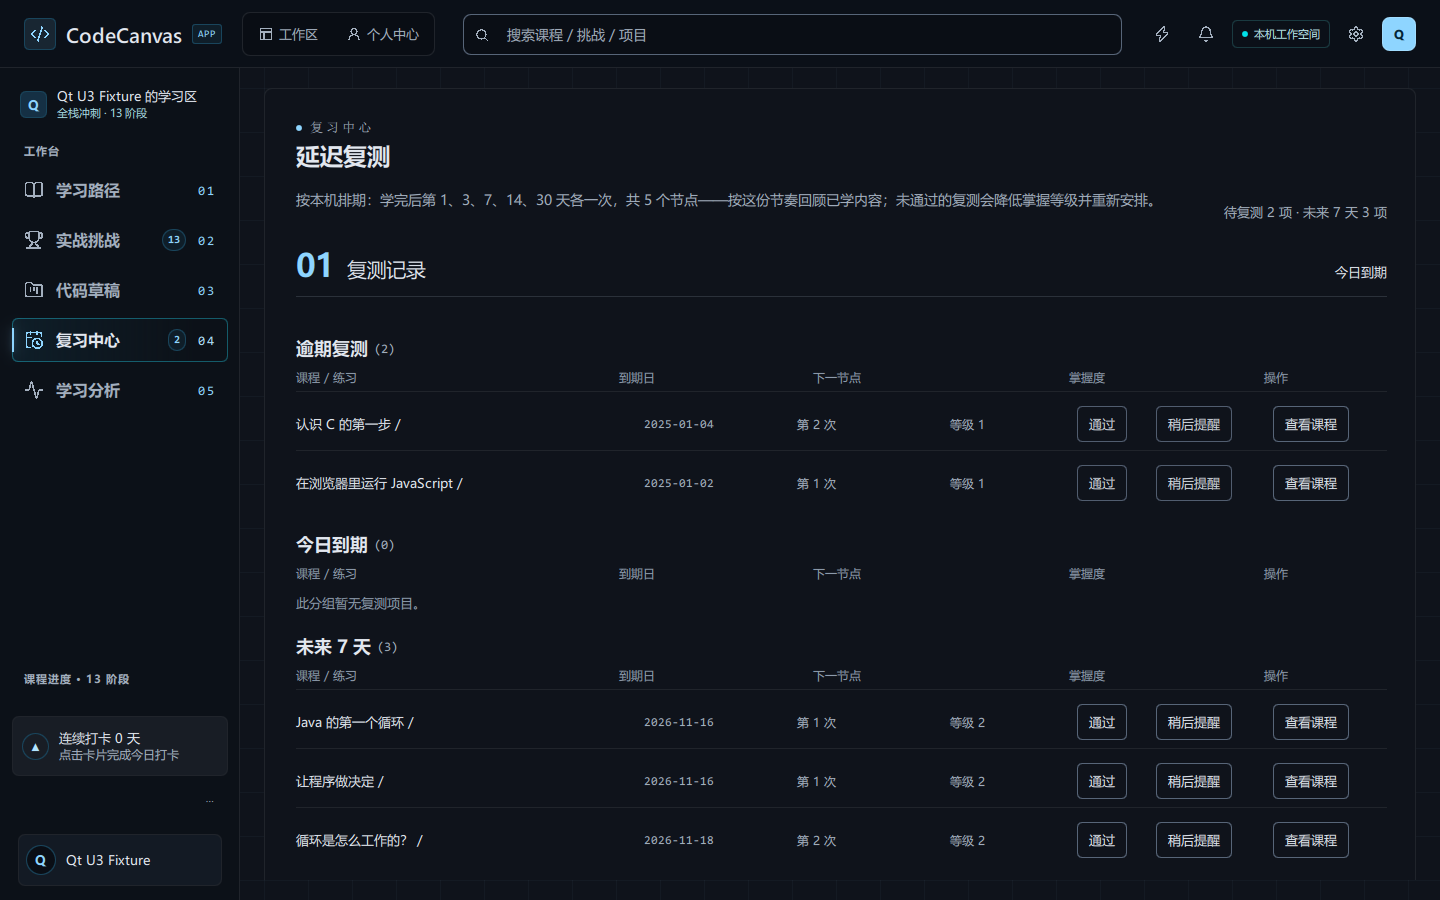 CodeCanvas APP
工作区 个人中心
搜索课程 / 挑战 / 项目
本机工作空间
Q
Q
Qt U3 Fixture 的学习区
全栈冲刺 · 13 阶段
工作台
学习路径 01
实战挑战 13 02
代码草稿 03
复习中心 2 04
学习分析 05
课程进度 • 13 阶段
连续打卡 0 天
点击卡片完成今日打卡
...
Q Qt U3 Fixture
复习中心
延迟复测
按本机排期：学完后第 1、3、7、14、30 天各一次，共 5 个节点——按这份节奏回顾已学内容；未通过的复测会降低掌握等级并重新安排。
待复测 2 项 · 未来 7 天 3 项
01 复测记录
今日到期
逾期复测 (2)
课程 / 练习 到期日 下一节点 掌握度 操作
认识 C 的第一步 / 2025-01-04 第 2 次 等级 1 通过 稍后提醒 查看课程
在浏览器里运行 JavaScript / 2025-01-02 第 1 次 等级 1 通过 稍后提醒 查看课程
今日到期 (0)
课程 / 练习 到期日 下一节点 掌握度 操作
此分组暂无复测项目。
未来 7 天 (3)
课程 / 练习 到期日 下一节点 掌握度 操作
Java 的第一个循环 / 2026-11-16 第 1 次 等级 2 通过 稍后提醒 查看课程
让程序做决定 / 2026-11-16 第 1 次 等级 2 通过 稍后提醒 查看课程
循环是怎么工作的？ / 2026-11-18 第 2 次 等级 2 通过 稍后提醒 查看课程